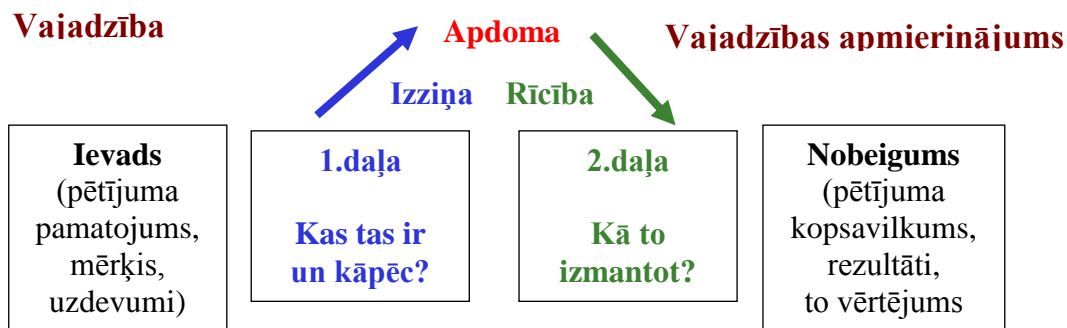 Vajadzība
Apdoma
Vajadzības apmierinājums
Izziņa Rīcība
Ievads
(pētījuma
pamatojums,
mērķis,
uzdevumi)
1.daļa
Kas tas ir
un kāpēc?
2.daļa
Kā to
izmantot?
Nobeigums
(pētījuma
kopsavilkums,
rezultāti,
to vērtējums